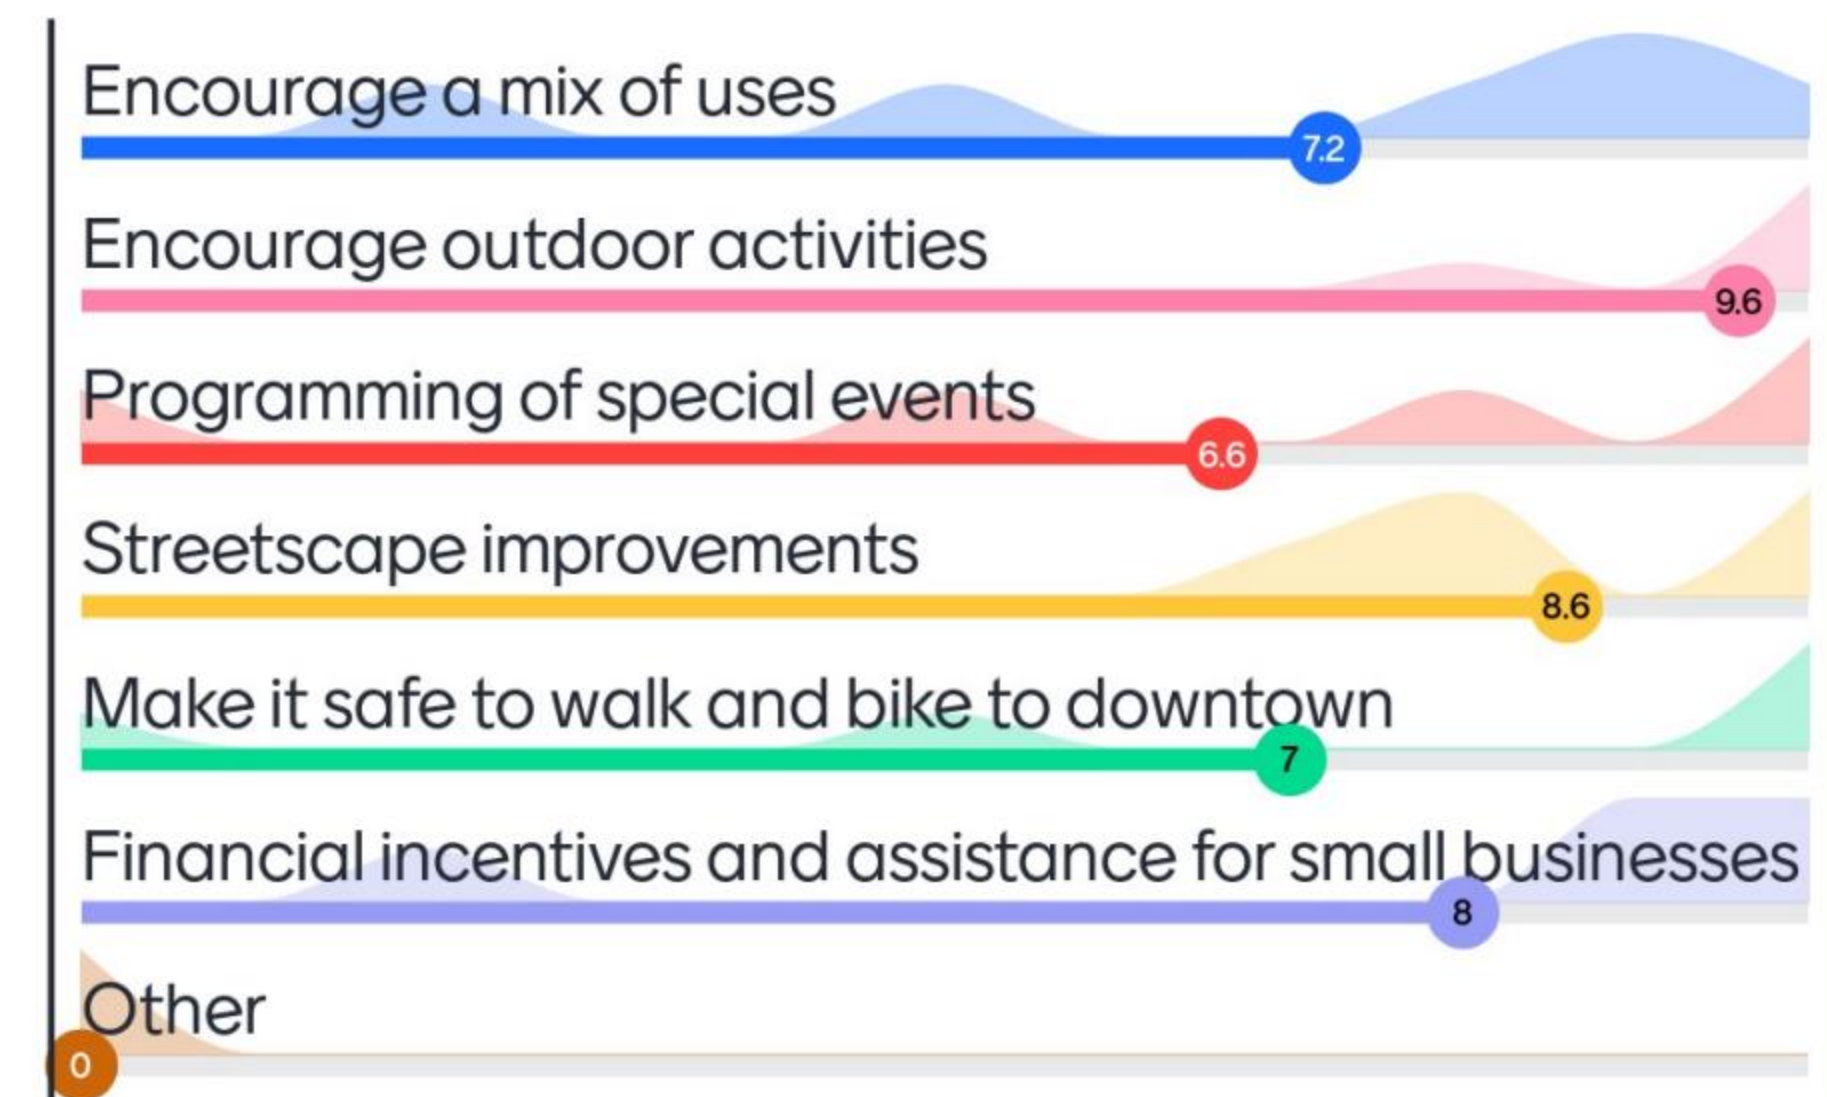 Encourage a mix of uses
7.2
Encourage outdoor activities
9.6
Programming of special events
6.6
Streetscape improvements
8.6
Make it safe to walk and bike to downtown
7
Financial incentives and assistance for small businesses
8
Other
0